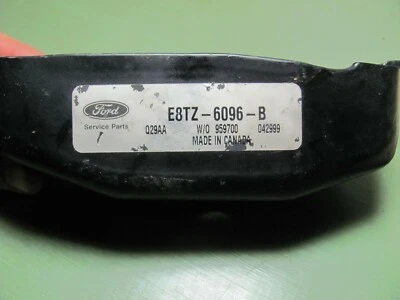 Ford
Service Parts
E8TZ-6096-B
Q29AA W/O 959700 042999
MADE IN CANADA